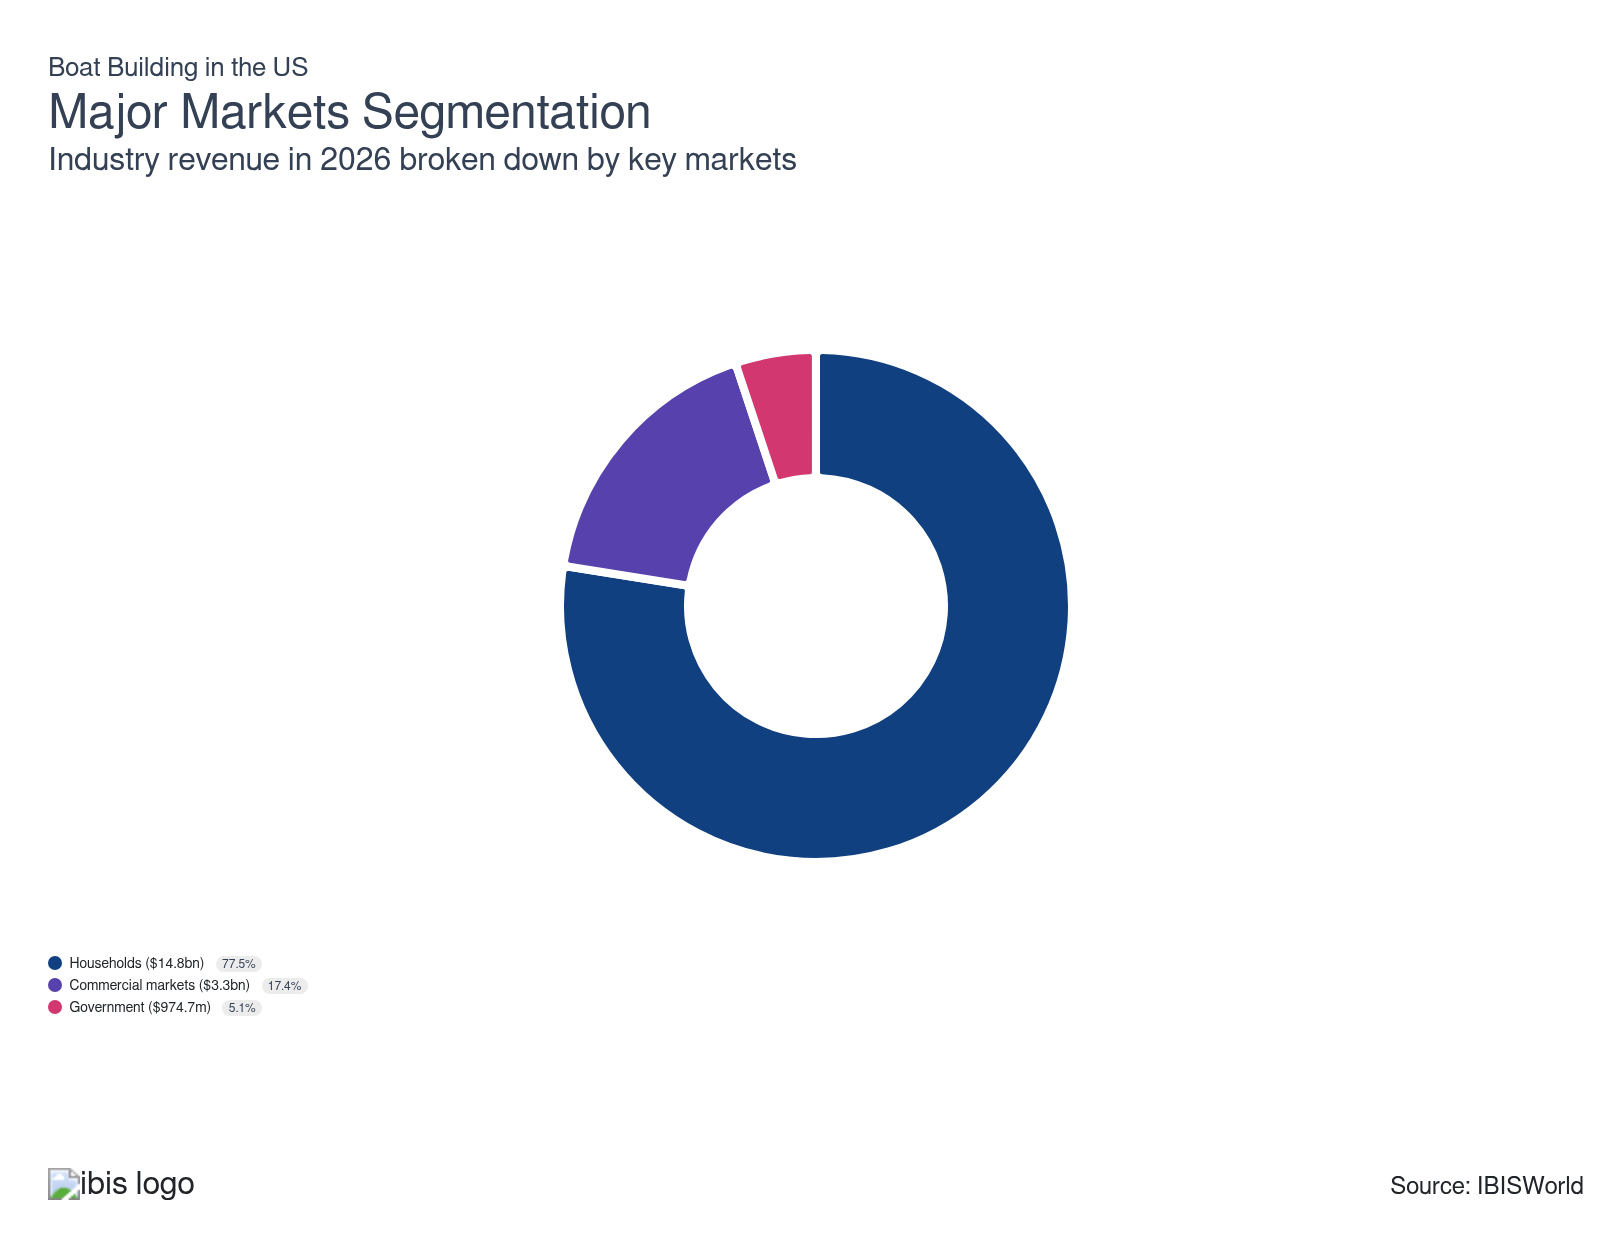 Boat Building in the US
Major Markets Segmentation
Industry revenue in 2026 broken down by key markets
Households ($14.8bn) 77.5%
Commercial markets ($3.3bn) 17.4%
Government ($974.7m) 5.1%
ibis logo
Source: IBISWorld